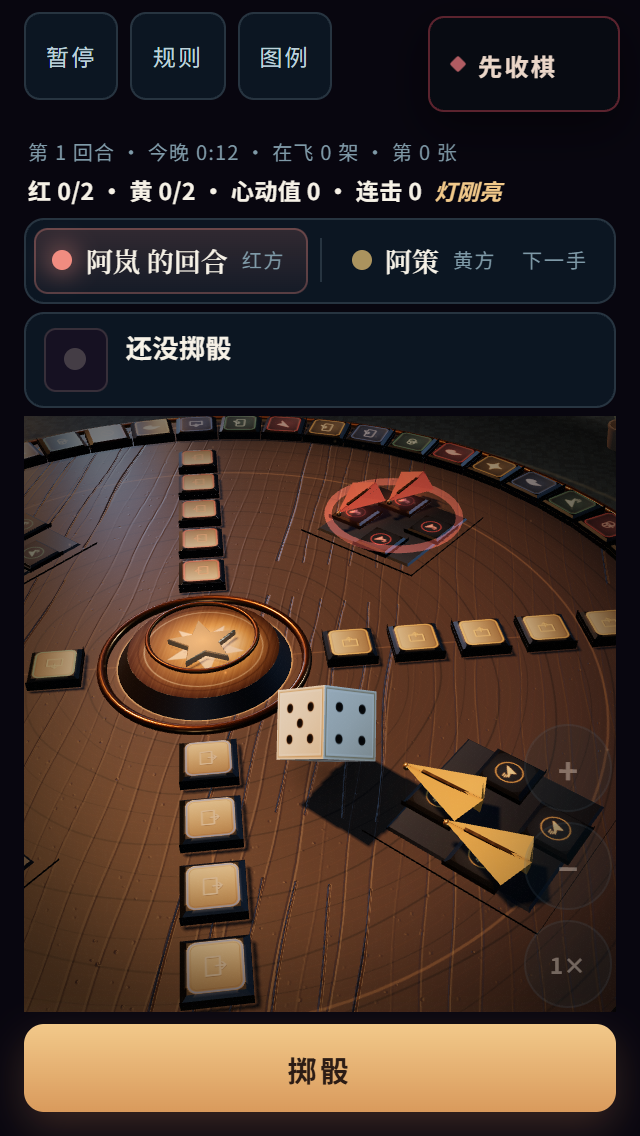 暂停 规则 图例
先收棋
第 1 回合 · 今晚 0:12 · 在飞 0 架 · 第 0 张
红 0/2 · 黄 0/2 · 心动值 0 · 连击 0 灯刚亮
阿岚 的回合 红方 阿策 黄方 下一手
还没掷骰
+
−
1×
掷骰